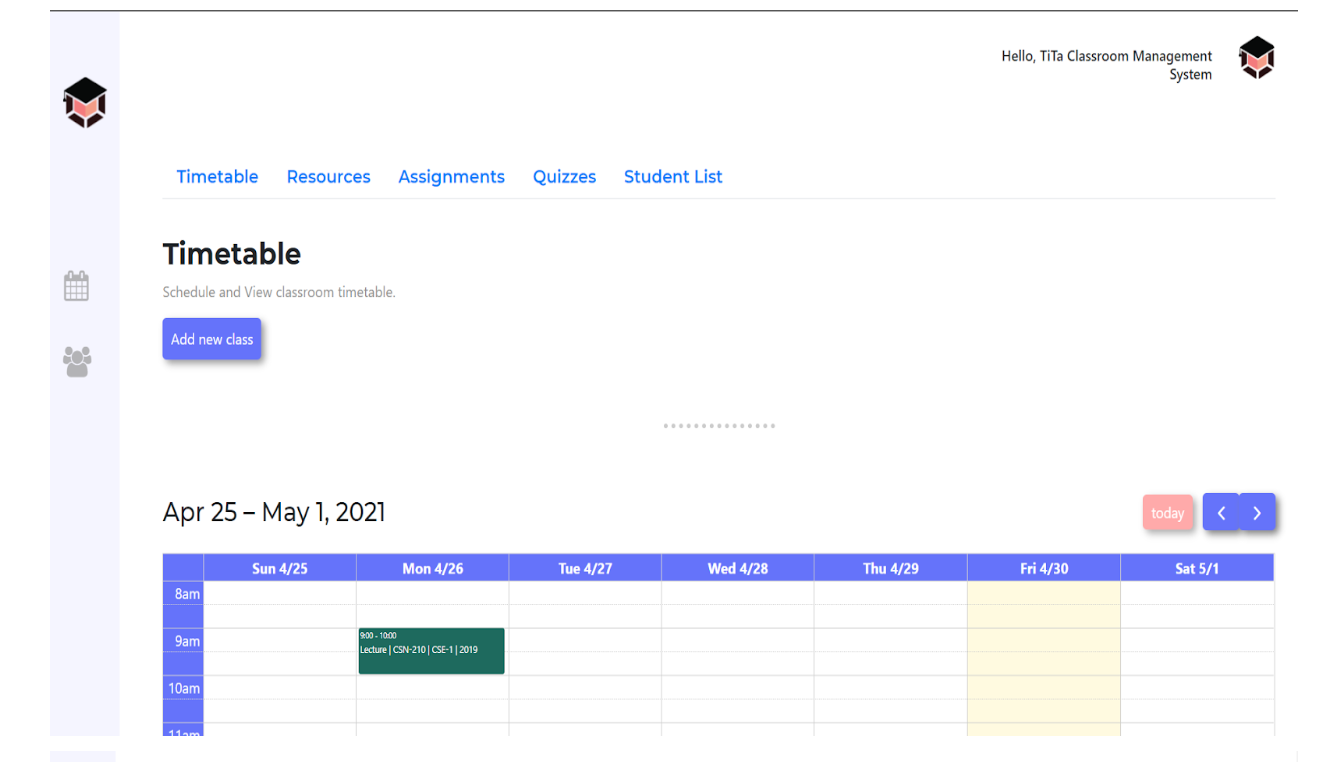 Hello, TiTa Classroom Management
System
Timetable Resources Assignments Quizzes Student List
Timetable
Schedule and View classroom timetable.
Add new class
Apr 25 – May 1, 2021
today
Sun 4/25 Mon 4/26 Tue 4/27 Wed 4/28 Thu 4/29 Fri 4/30 Sat 5/1
8am
9am
9:00 - 10:00
Lecture | CSN-210 | CSE-1 | 2019
10am
11am